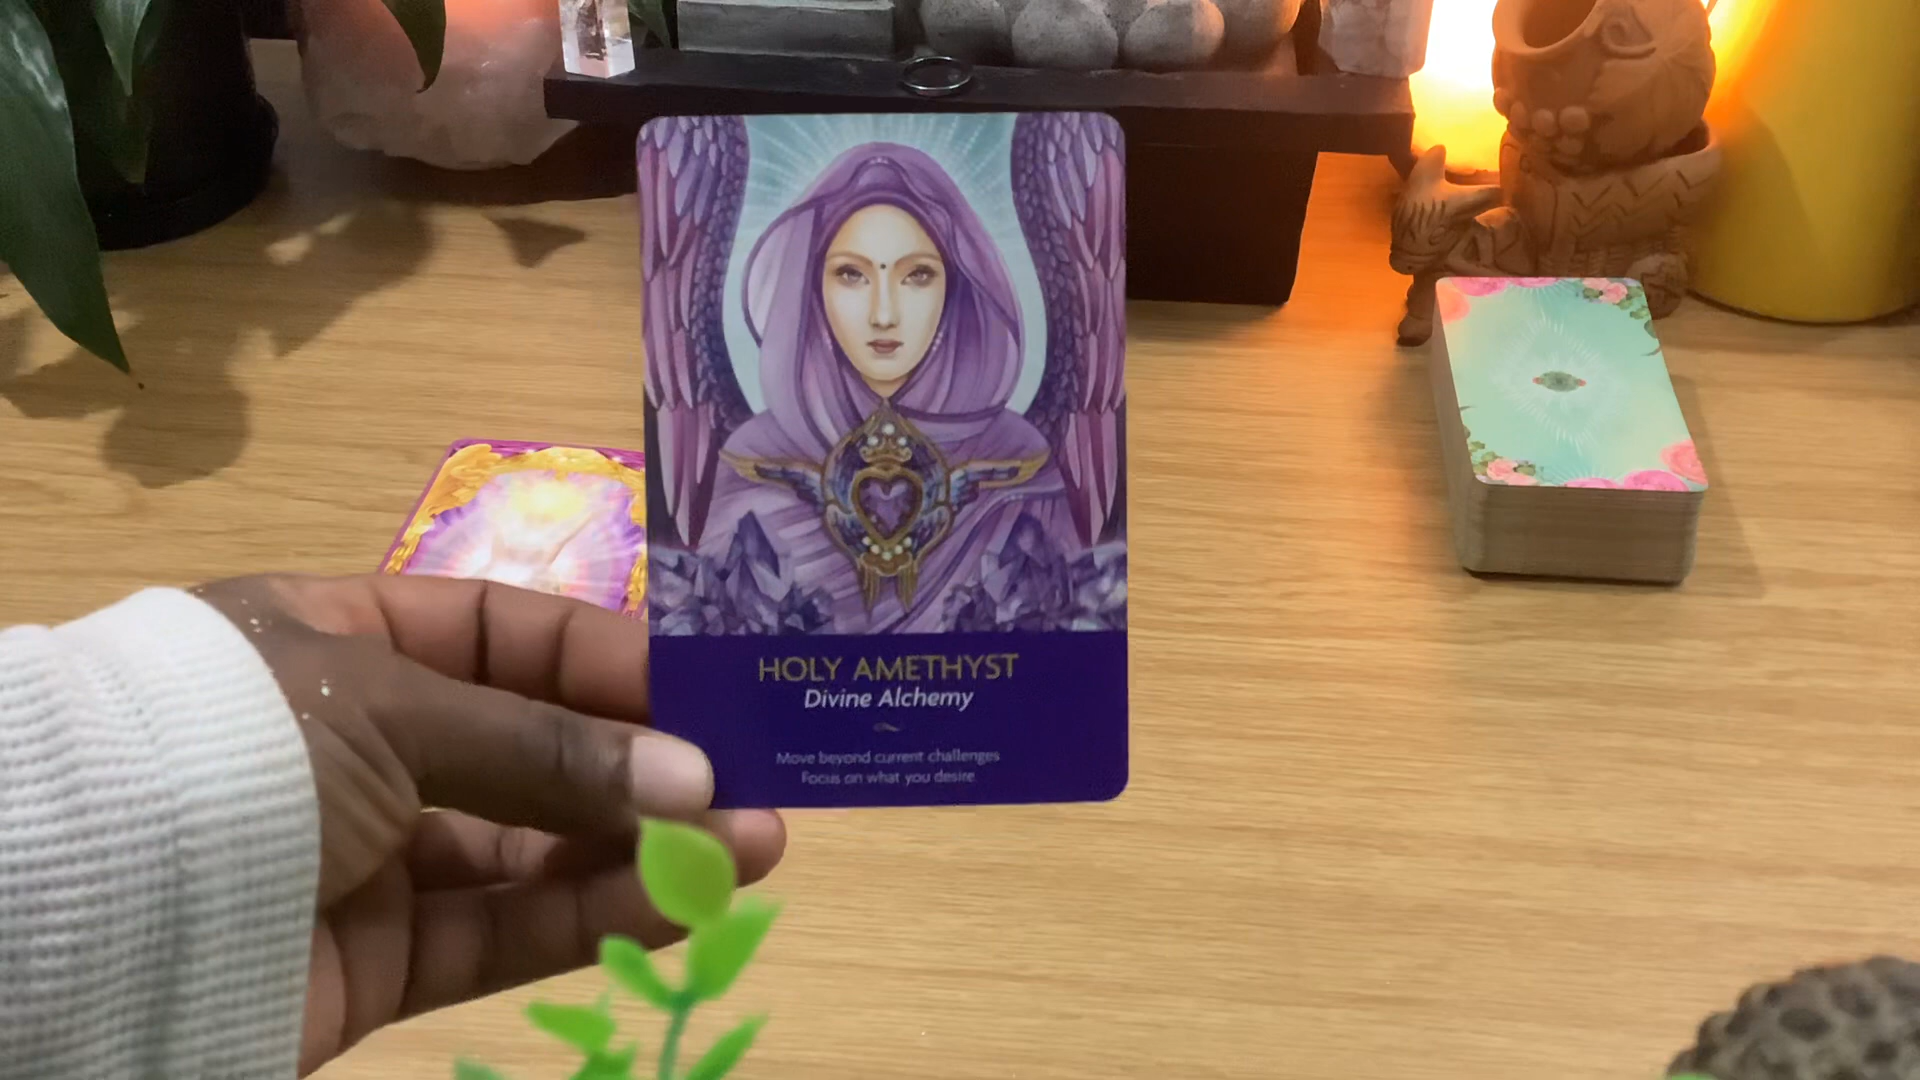 HOLY AMETHYST
Divine Alchemy
Move beyond current challenges
Focus on what you desire